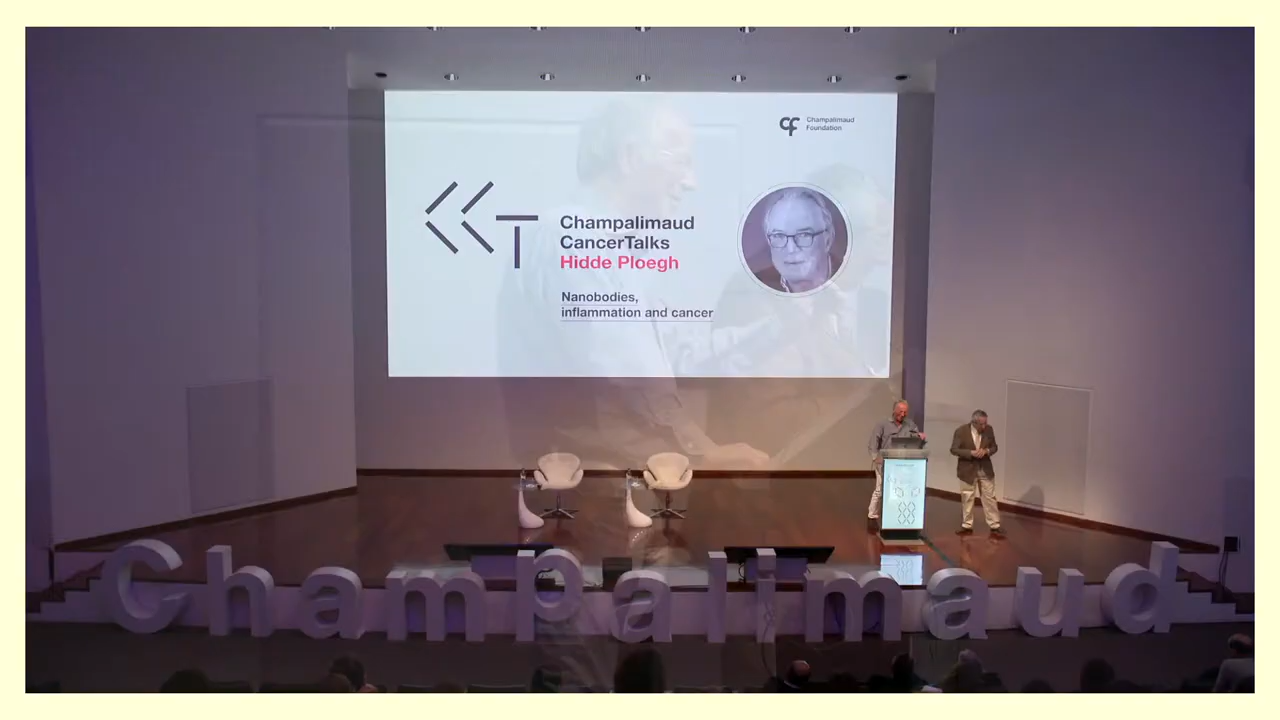 Champalimaud
Foundation
Champalimaud
CancerTalks
Hidde Ploegh
Nanobodies,
inflammation and cancer
Champalimaud